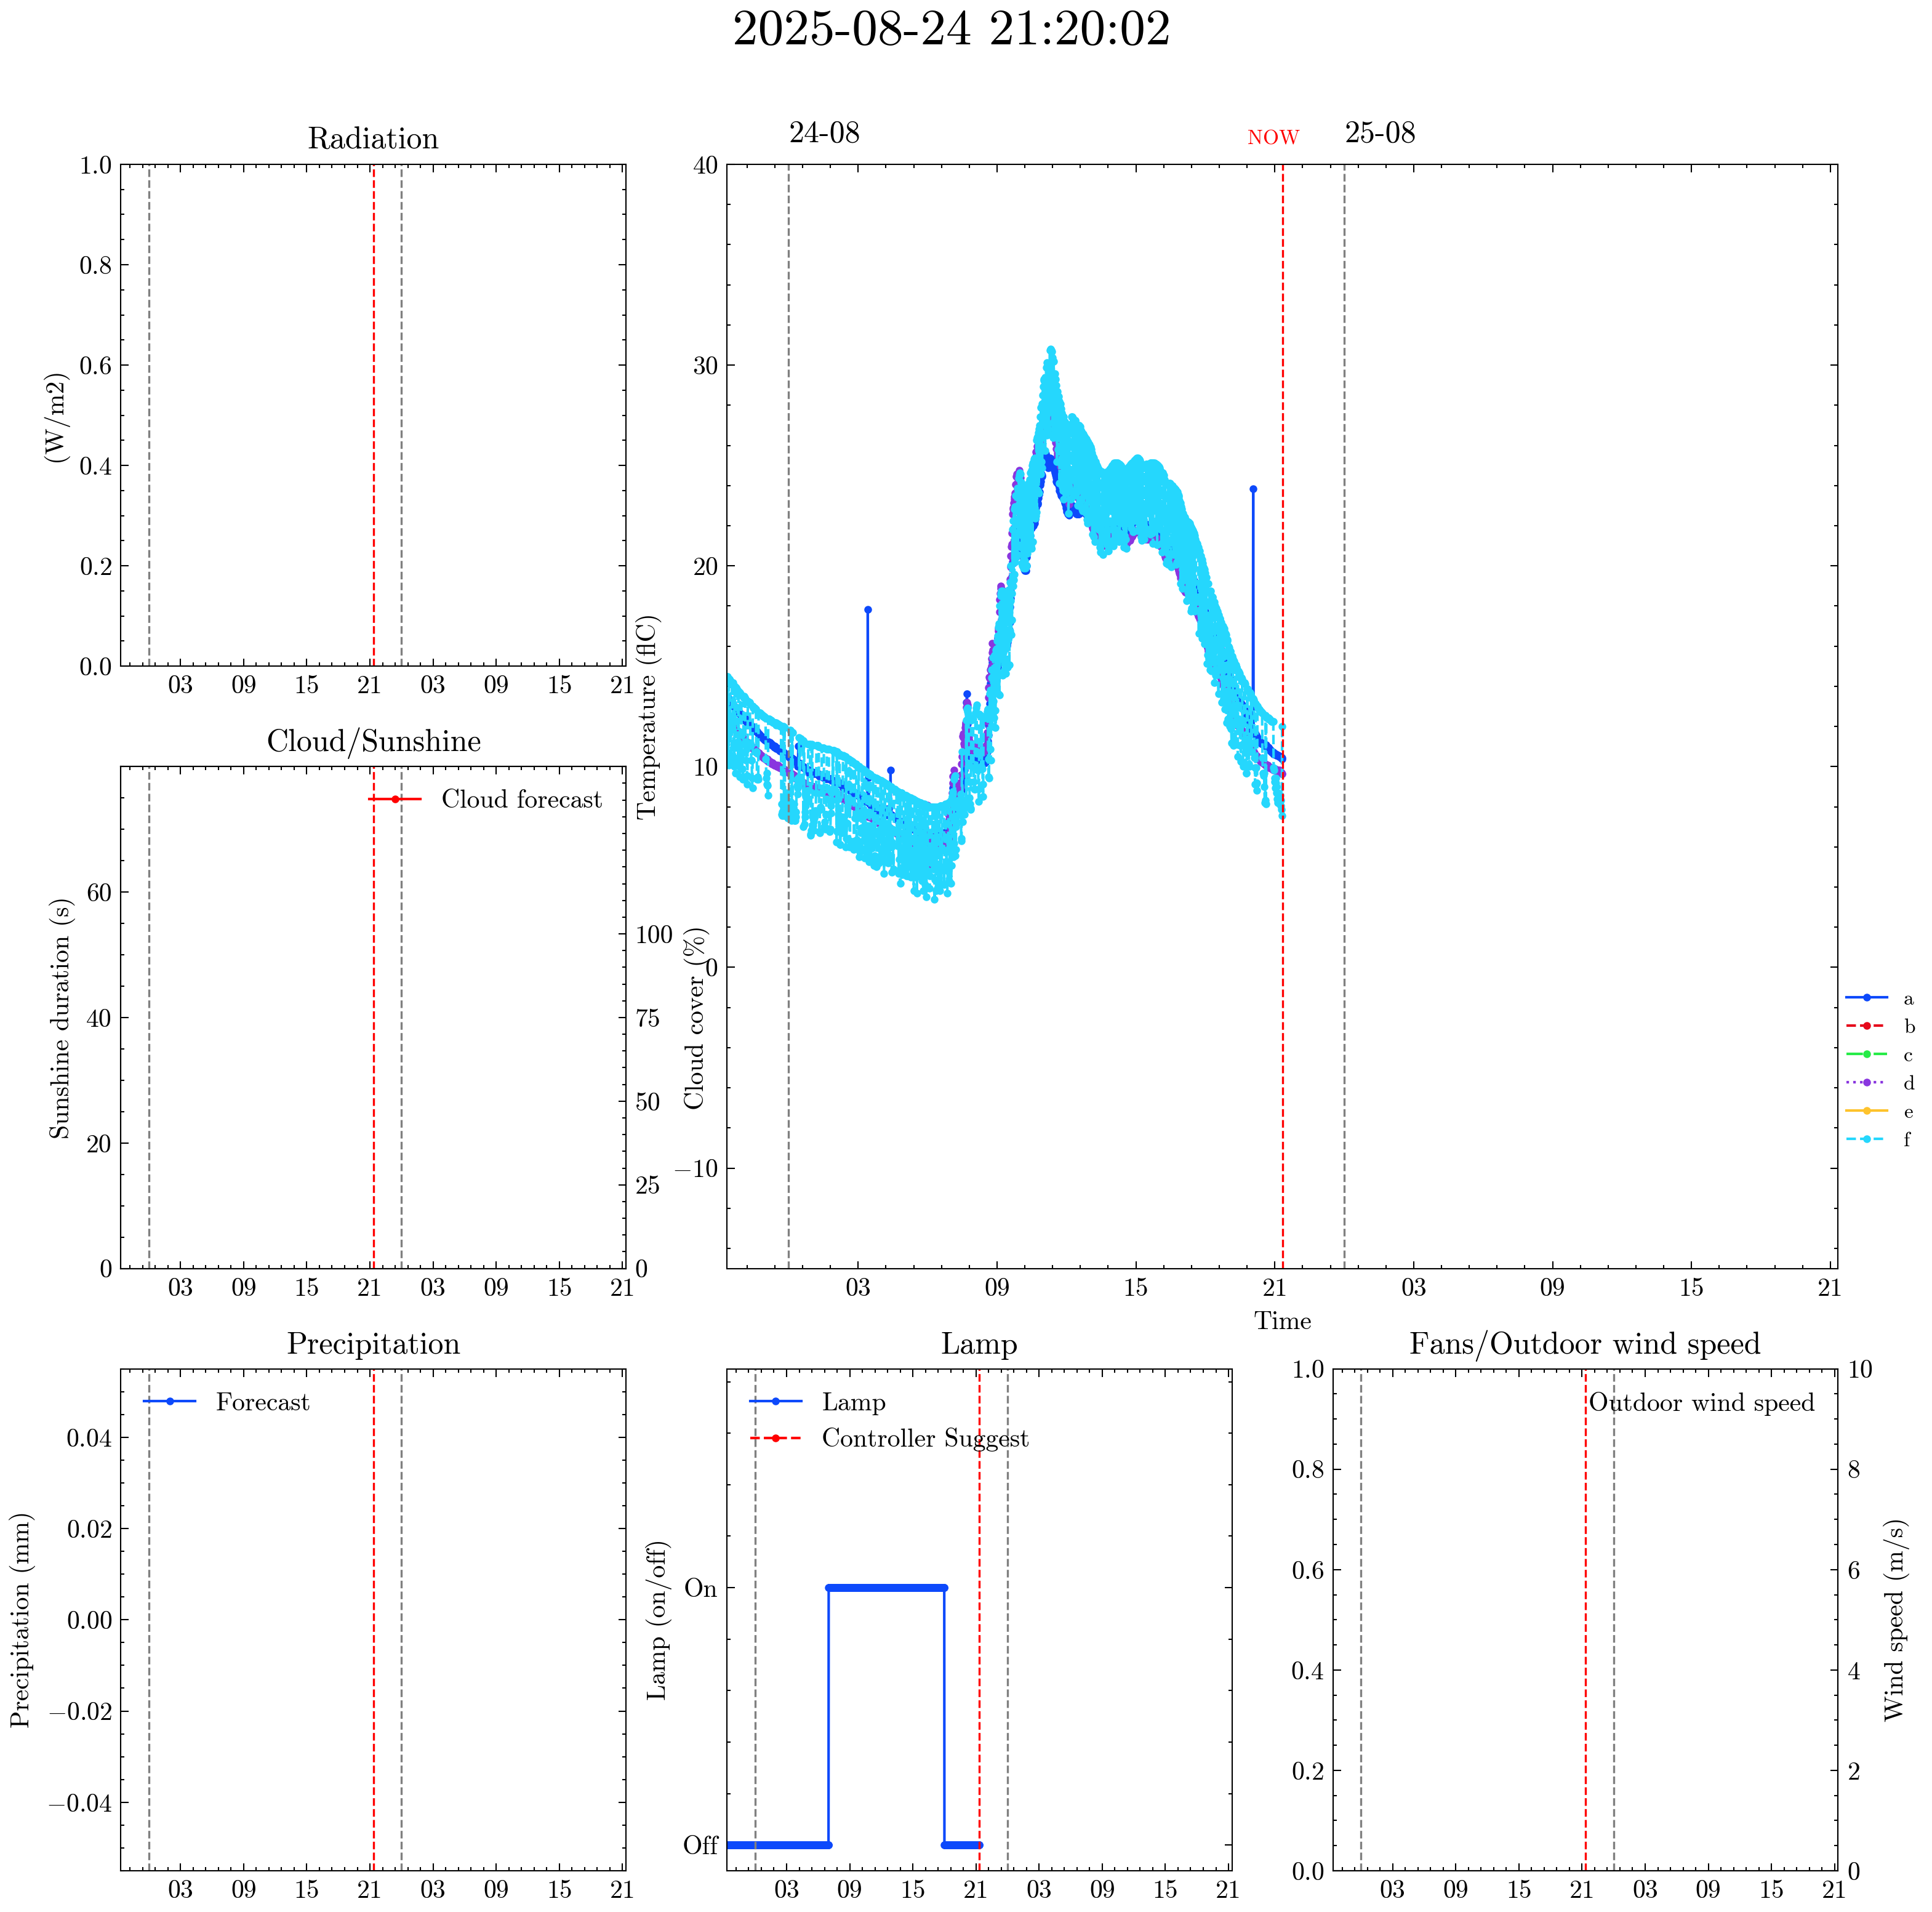 2025-08-24 21:20:02
Radiation
1.0
0.8
0.6
0.4
0.2
0.0
(W/m2)
03 09 15 21 03 09 15 21
24-08
NOW
25-08
40
30
20
10
0
−10
Temperature (flC)
03 09 15 21 03 09 15 21
Time
a
b
c
d
e
f
Cloud/Sunshine
Cloud forecast
60
40
20
0
Sunshine duration (s)
100
75
50
25
0
Cloud cover (%)
03 09 15 21 03 09 15 21
Precipitation
Forecast
0.04
0.02
0.00
−0.02
−0.04
Precipitation (mm)
03 09 15 21 03 09 15 21
Lamp
Lamp
Controller Suggest
On
Off
Lamp (on/off)
03 09 15 21 03 09 15 21
Fans/Outdoor wind speed
Outdoor wind speed
1.0
0.8
0.6
0.4
0.2
0.0
10
8
6
4
2
0
Wind speed (m/s)
03 09 15 21 03 09 15 21